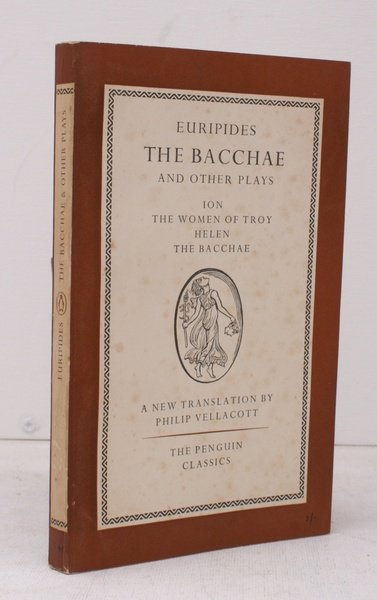 EURIPIDES
THE BACCHAE
AND OTHER PLAYS
ION
THE WOMEN OF TROY
HELEN
THE BACCHAE
A NEW TRANSLATION BY
PHILIP VELLACOTT
THE PENGUIN
CLASSICS
EURIPIDES THE BACCHAE & OTHER PLAYS